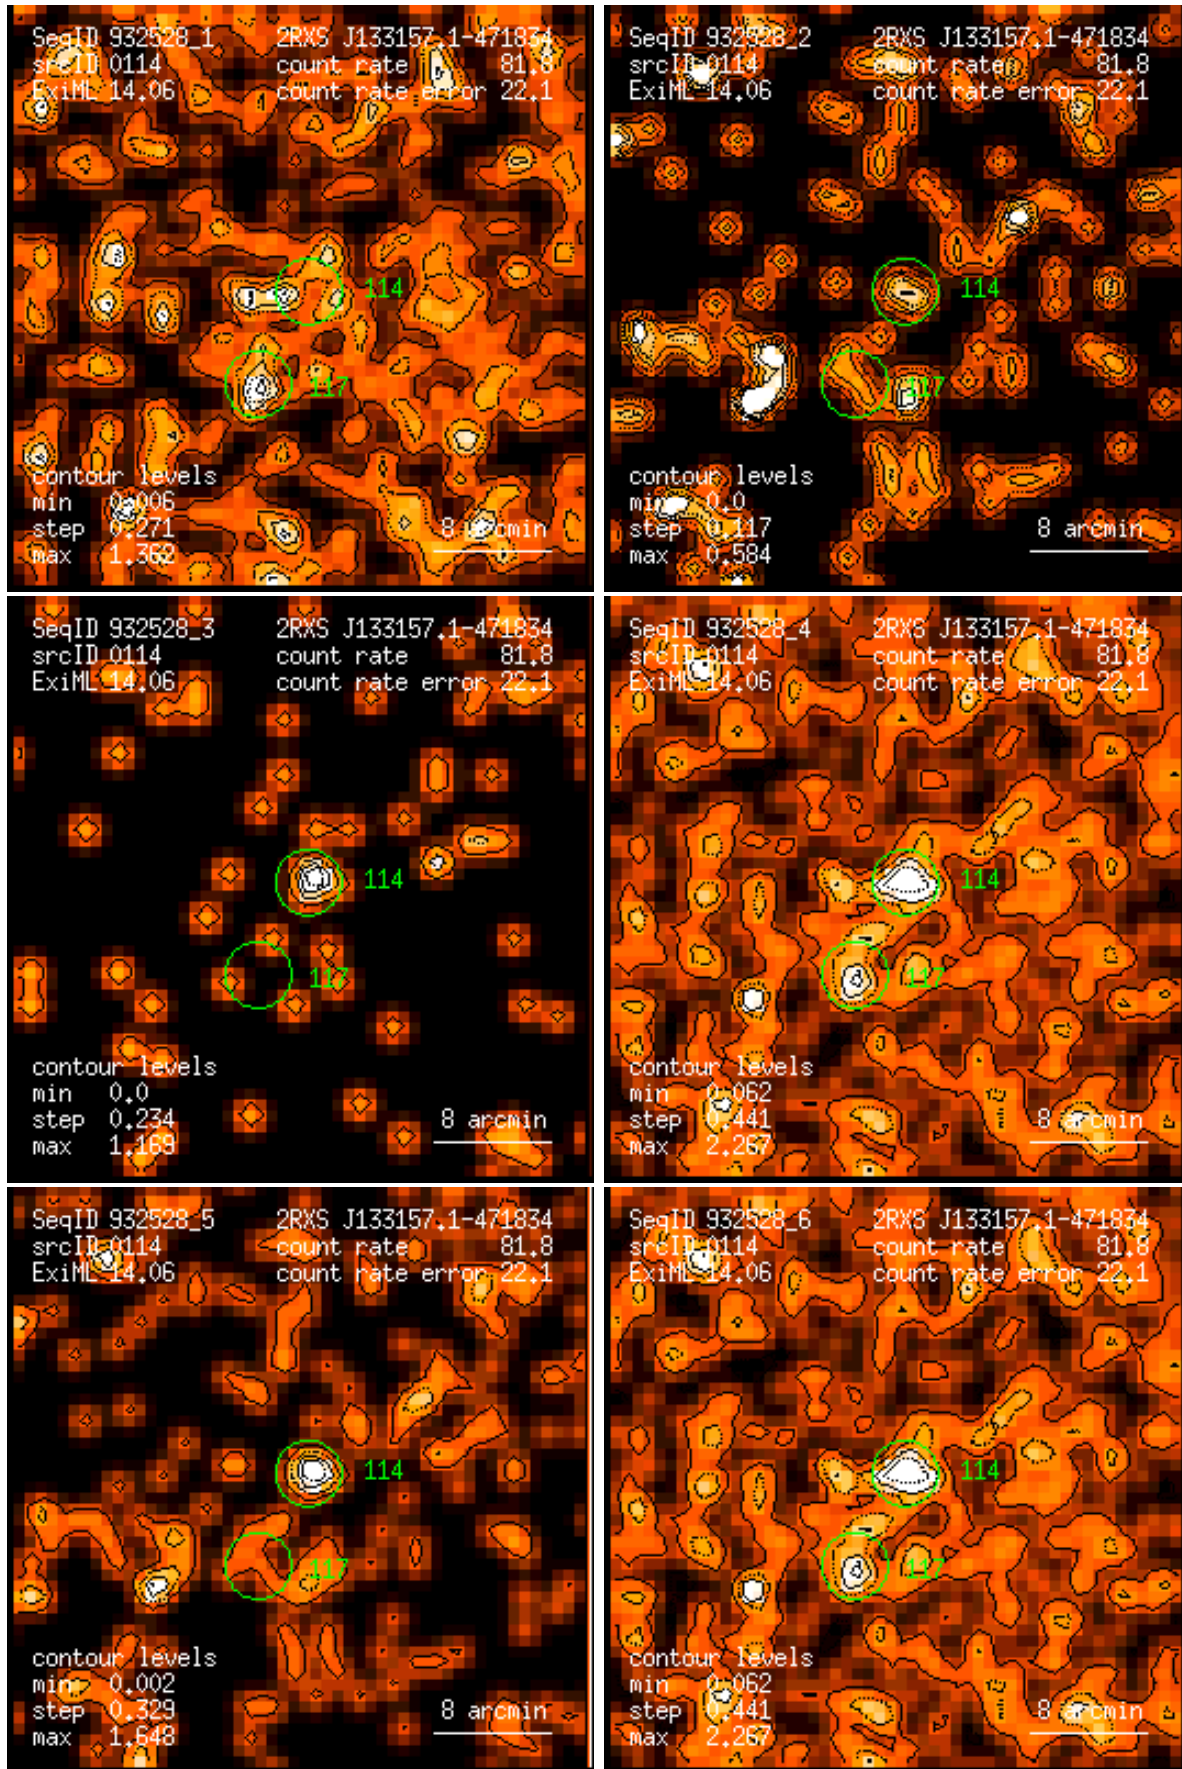 SeqID 932528_1 2RXS J133157.1-471834
srcID 0114 count rate 81.8
ExiML 14.06 count rate error 22.1
114
117
contour levels
min 0.006
step 0.271 8 arcmin
max 1.362
SeqID 932528_2 2RXS J133157.1-471834
srcID 0114 count rate 81.8
ExiML 14.06 count rate error 22.1
114
117
contour levels
min 0.0
step 0.117 8 arcmin
max 0.584
SeqID 932528_3 2RXS J133157.1-471834
srcID 0114 count rate 81.8
ExiML 14.06 count rate error 22.1
114
117
contour levels
min 0.0
step 0.234 8 arcmin
max 1.169
SeqID 932528_4 2RXS J133157.1-471834
srcID 0114 count rate 81.8
ExiML 14.06 count rate error 22.1
114
117
contour levels
min 0.062
step 0.441 8 arcmin
max 2.267
SeqID 932528_5 2RXS J133157.1-471834
srcID 0114 count rate 81.8
ExiML 14.06 count rate error 22.1
114
117
contour levels
min 0.002
step 0.329 8 arcmin
max 1.648
SeqID 932528_6 2RXS J133157.1-471834
srcID 0114 count rate 81.8
ExiML 14.06 count rate error 22.1
114
117
contour levels
min 0.062
step 0.441 8 arcmin
max 2.267